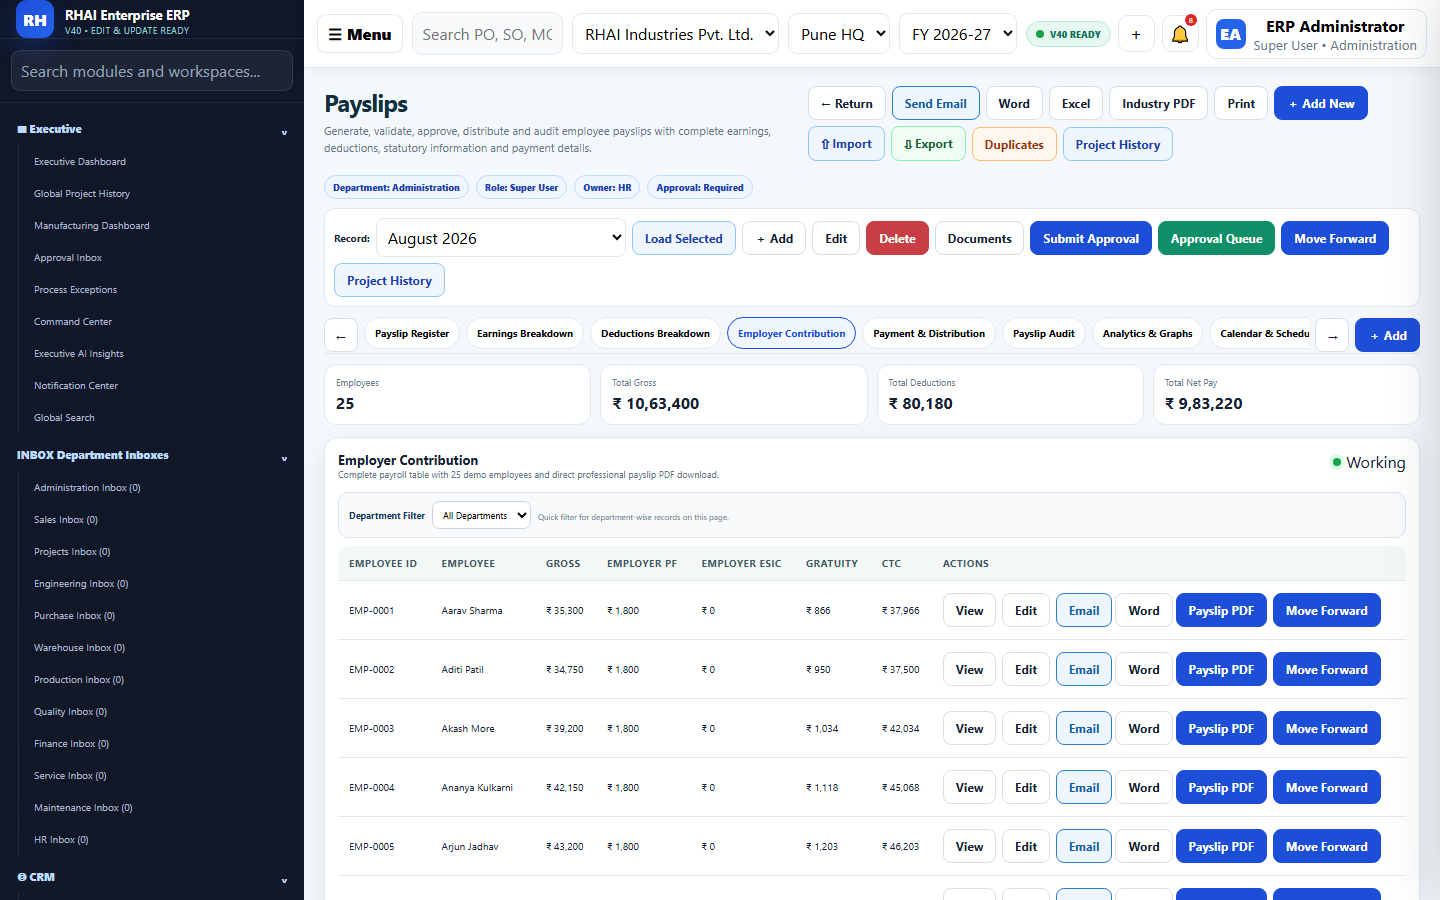 RH
RHAI Enterprise ERP
V40 • EDIT & UPDATE READY
Search modules and workspaces...
Executive
Executive Dashboard
Global Project History
Manufacturing Dashboard
Approval Inbox
Process Exceptions
Command Center
Executive AI Insights
Notification Center
Global Search
INBOX Department Inboxes
Administration Inbox (0)
Sales Inbox (0)
Projects Inbox (0)
Engineering Inbox (0)
Purchase Inbox (0)
Warehouse Inbox (0)
Production Inbox (0)
Quality Inbox (0)
Finance Inbox (0)
Service Inbox (0)
Maintenance Inbox (0)
HR Inbox (0)
CRM
☰ Menu
Search PO, SO, MC
RHAI Industries Pvt. Ltd.
Pune HQ
FY 2026-27
V40 READY
+
8
EA
ERP Administrator
Super User • Administration
Payslips
Generate, validate, approve, distribute and audit employee payslips with complete earnings, deductions, statutory information and payment details.
← Return
Send Email
Word
Excel
Industry PDF
Print
+ Add New
⇧ Import
⇩ Export
Duplicates
Project History
Department: Administration
Role: Super User
Owner: HR
Approval: Required
Record:
August 2026
Load Selected
+ Add
Edit
Delete
Documents
Submit Approval
Approval Queue
Move Forward
Project History
←
Payslip Register
Earnings Breakdown
Deductions Breakdown
Employer Contribution
Payment & Distribution
Payslip Audit
Analytics & Graphs
Calendar & Schedu
→
+ Add
Employees
25
Total Gross
₹ 10,63,400
Total Deductions
₹ 80,180
Total Net Pay
₹ 9,83,220
Employer Contribution
Complete payroll table with 25 demo employees and direct professional payslip PDF download.
Working
Department Filter
All Departments
Quick filter for department-wise records on this page.
EMPLOYEE ID EMPLOYEE GROSS EMPLOYER PF EMPLOYER ESIC GRATUITY CTC ACTIONS
EMP-0001 Aarav Sharma ₹ 35,300 ₹ 1,800 ₹ 0 ₹ 866 ₹ 37,966 View Edit Email Word Payslip PDF Move Forward
EMP-0002 Aditi Patil ₹ 34,750 ₹ 1,800 ₹ 0 ₹ 950 ₹ 37,500 View Edit Email Word Payslip PDF Move Forward
EMP-0003 Akash More ₹ 39,200 ₹ 1,800 ₹ 0 ₹ 1,034 ₹ 42,034 View Edit Email Word Payslip PDF Move Forward
EMP-0004 Ananya Kulkarni ₹ 42,150 ₹ 1,800 ₹ 0 ₹ 1,118 ₹ 45,068 View Edit Email Word Payslip PDF Move Forward
EMP-0005 Arjun Jadhav ₹ 43,200 ₹ 1,800 ₹ 0 ₹ 1,203 ₹ 46,203 View Edit Email Word Payslip PDF Move Forward